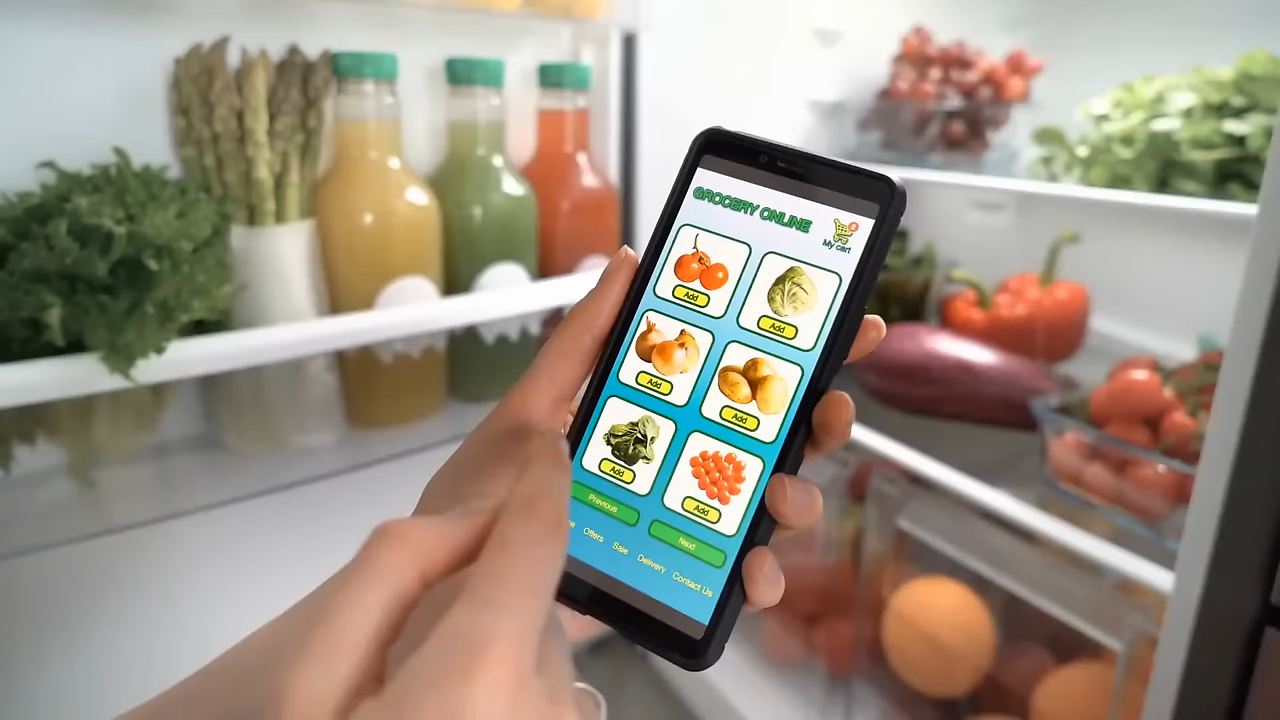 GROCERY ONLINE
My cart
Add
Add
Add
Add
Add
Add
Previous
Next
Offers Sale Delivery Contact Us